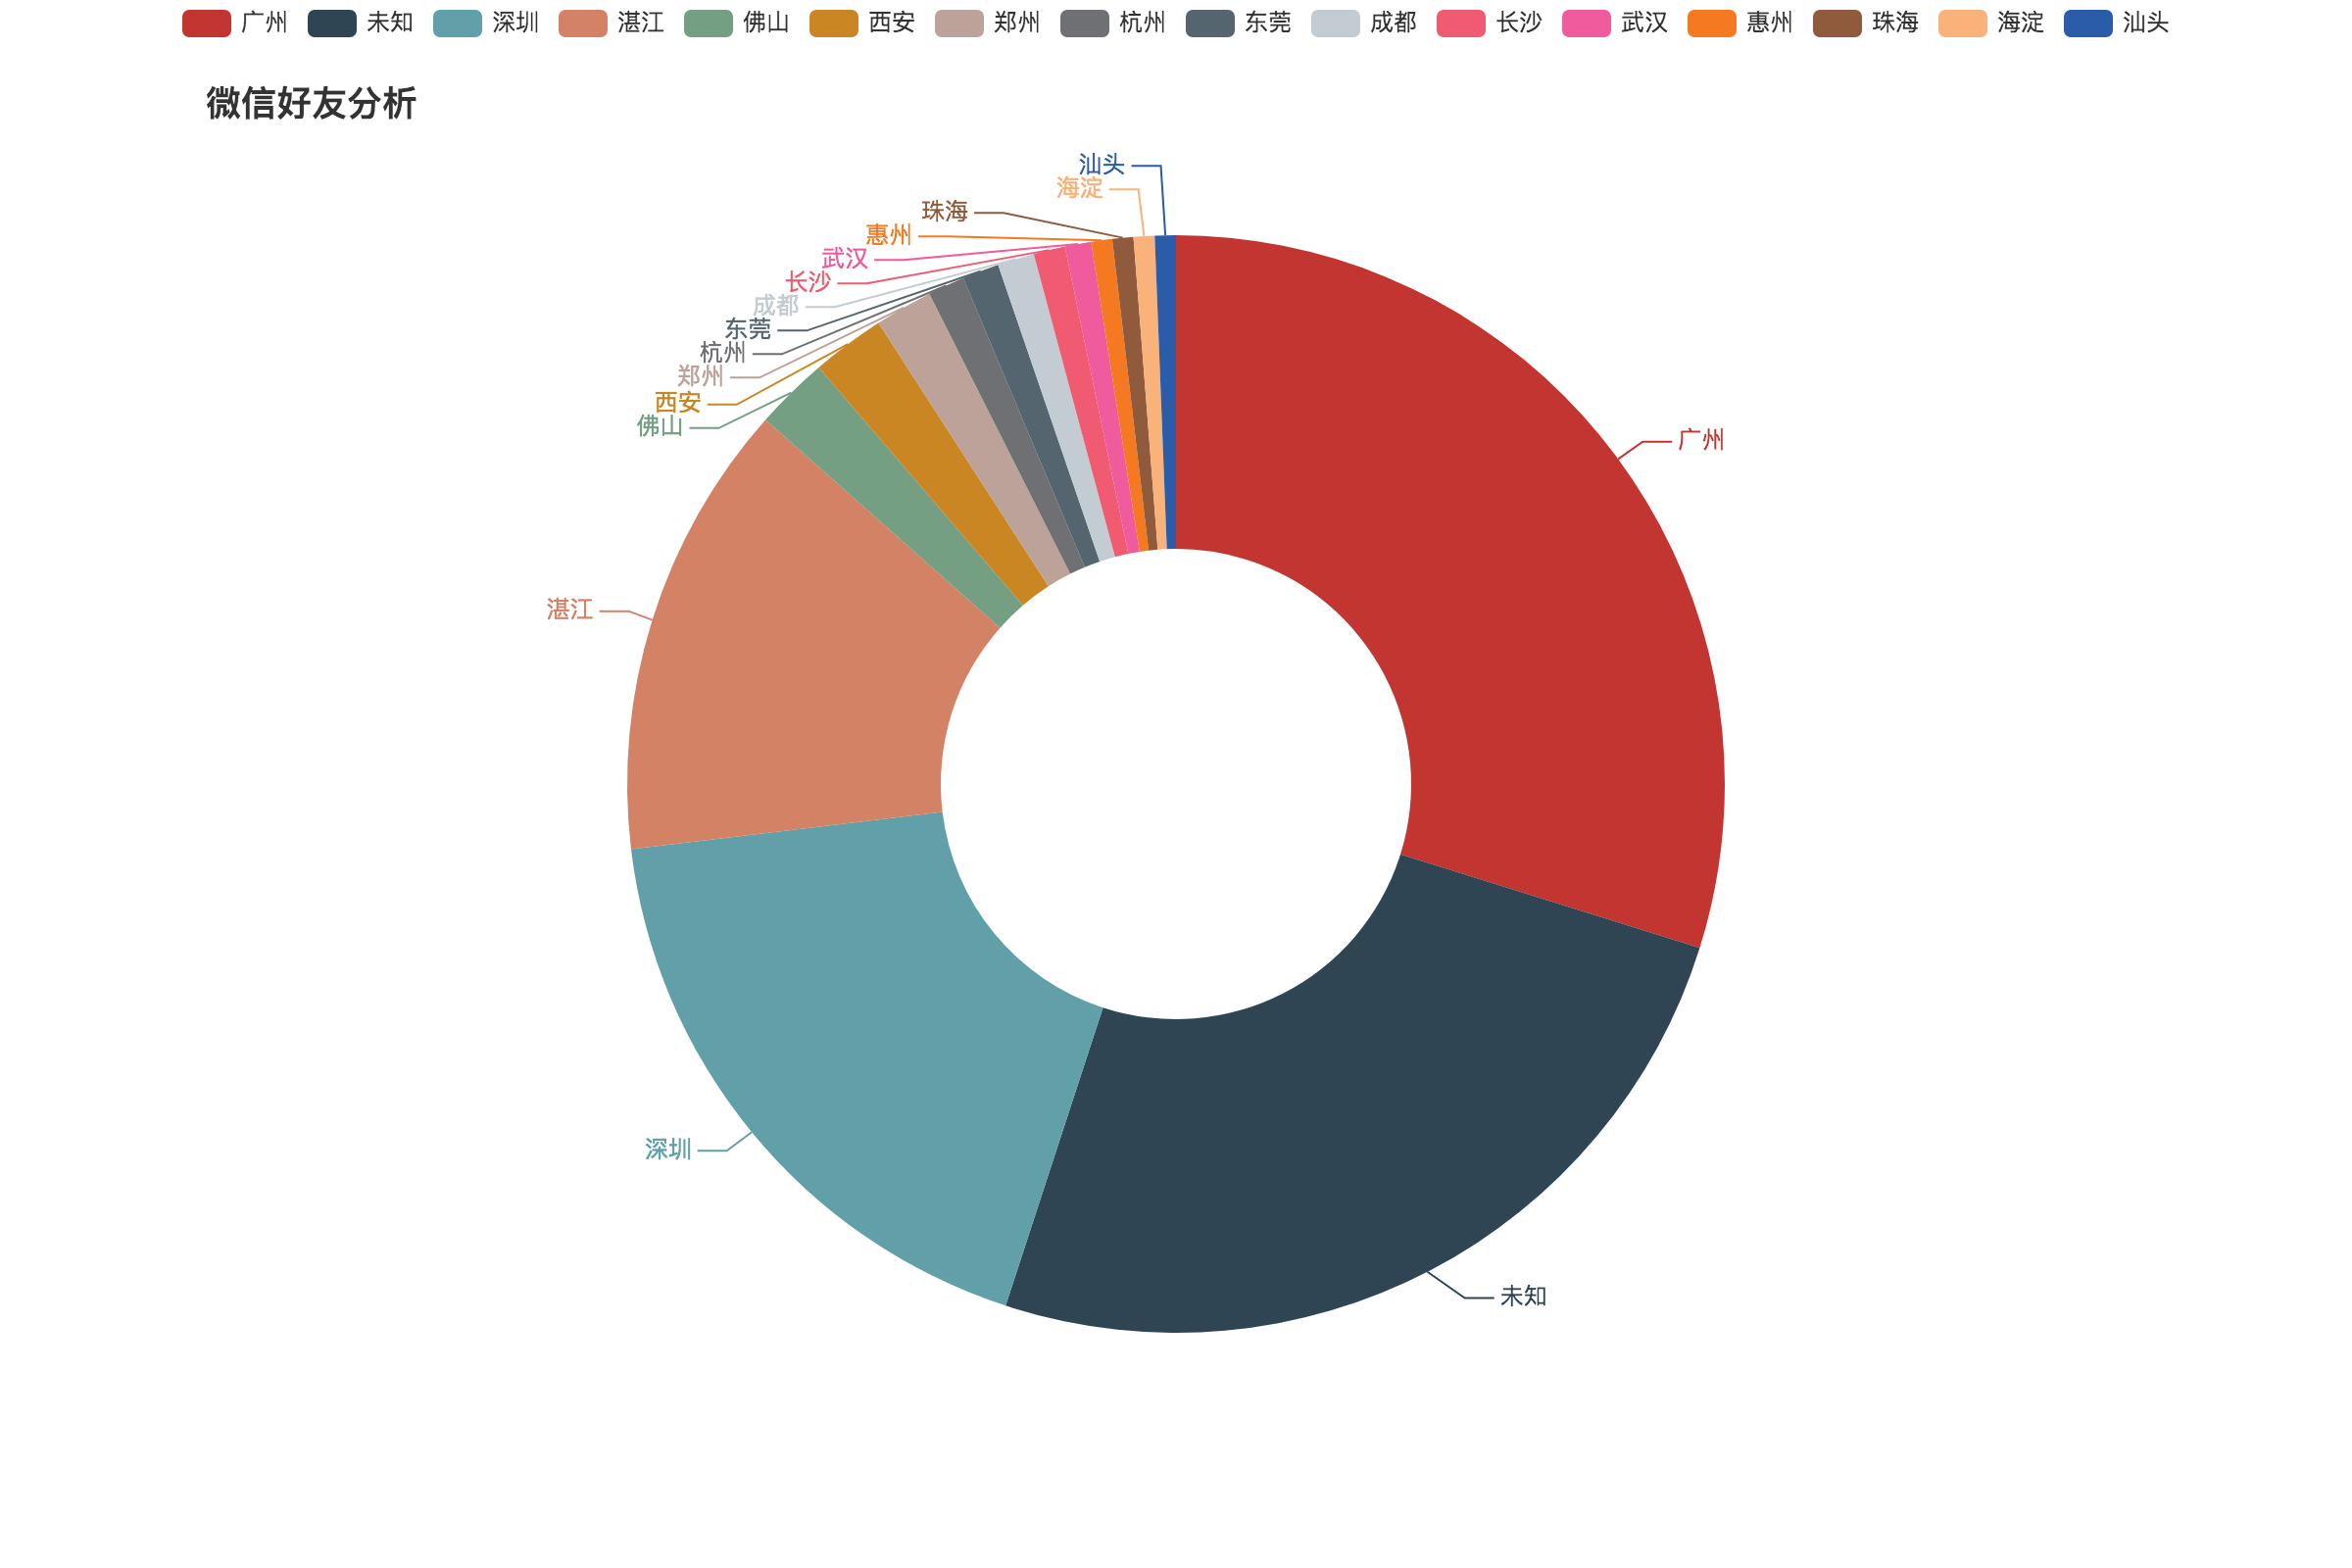 广州 未知 深圳 湛江 佛山 西安 郑州 杭州 东莞 成都 长沙 武汉 惠州 珠海 海淀 汕头
微信好友分析
汕头
海淀
珠海
惠州
武汉
长沙
成都
东莞
杭州
郑州
西安
佛山
广州
湛江
深圳
未知